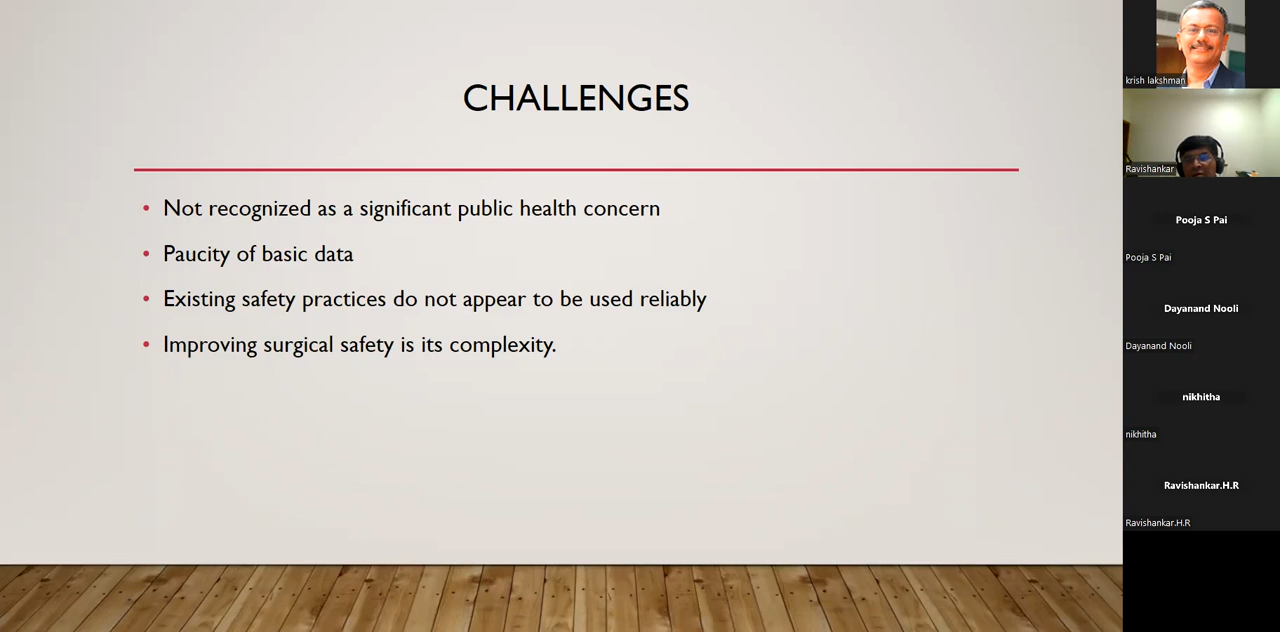 CHALLENGES
Not recognized as a significant public health concern
Paucity of basic data
Existing safety practices do not appear to be used reliably
Improving surgical safety is its complexity.
krish lakshman
Ravishankar
Pooja S Pai
Pooja S Pai
Dayanand Nooli
Dayanand Nooli
nikhitha
nikhitha
Ravishankar.H.R
Ravishankar.H.R